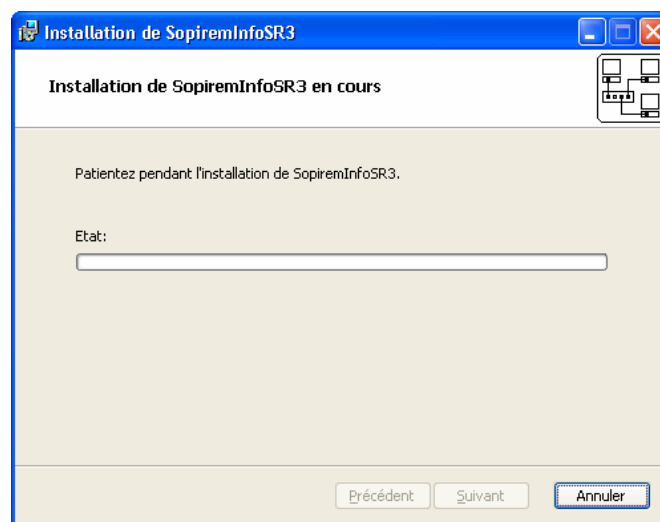 Installation de SopiremInfoSR3
Installation de SopiremInfoSR3 en cours
Patientez pendant l'installation de SopiremInfoSR3.
Etat:
Précédent
Suivant
Annuler